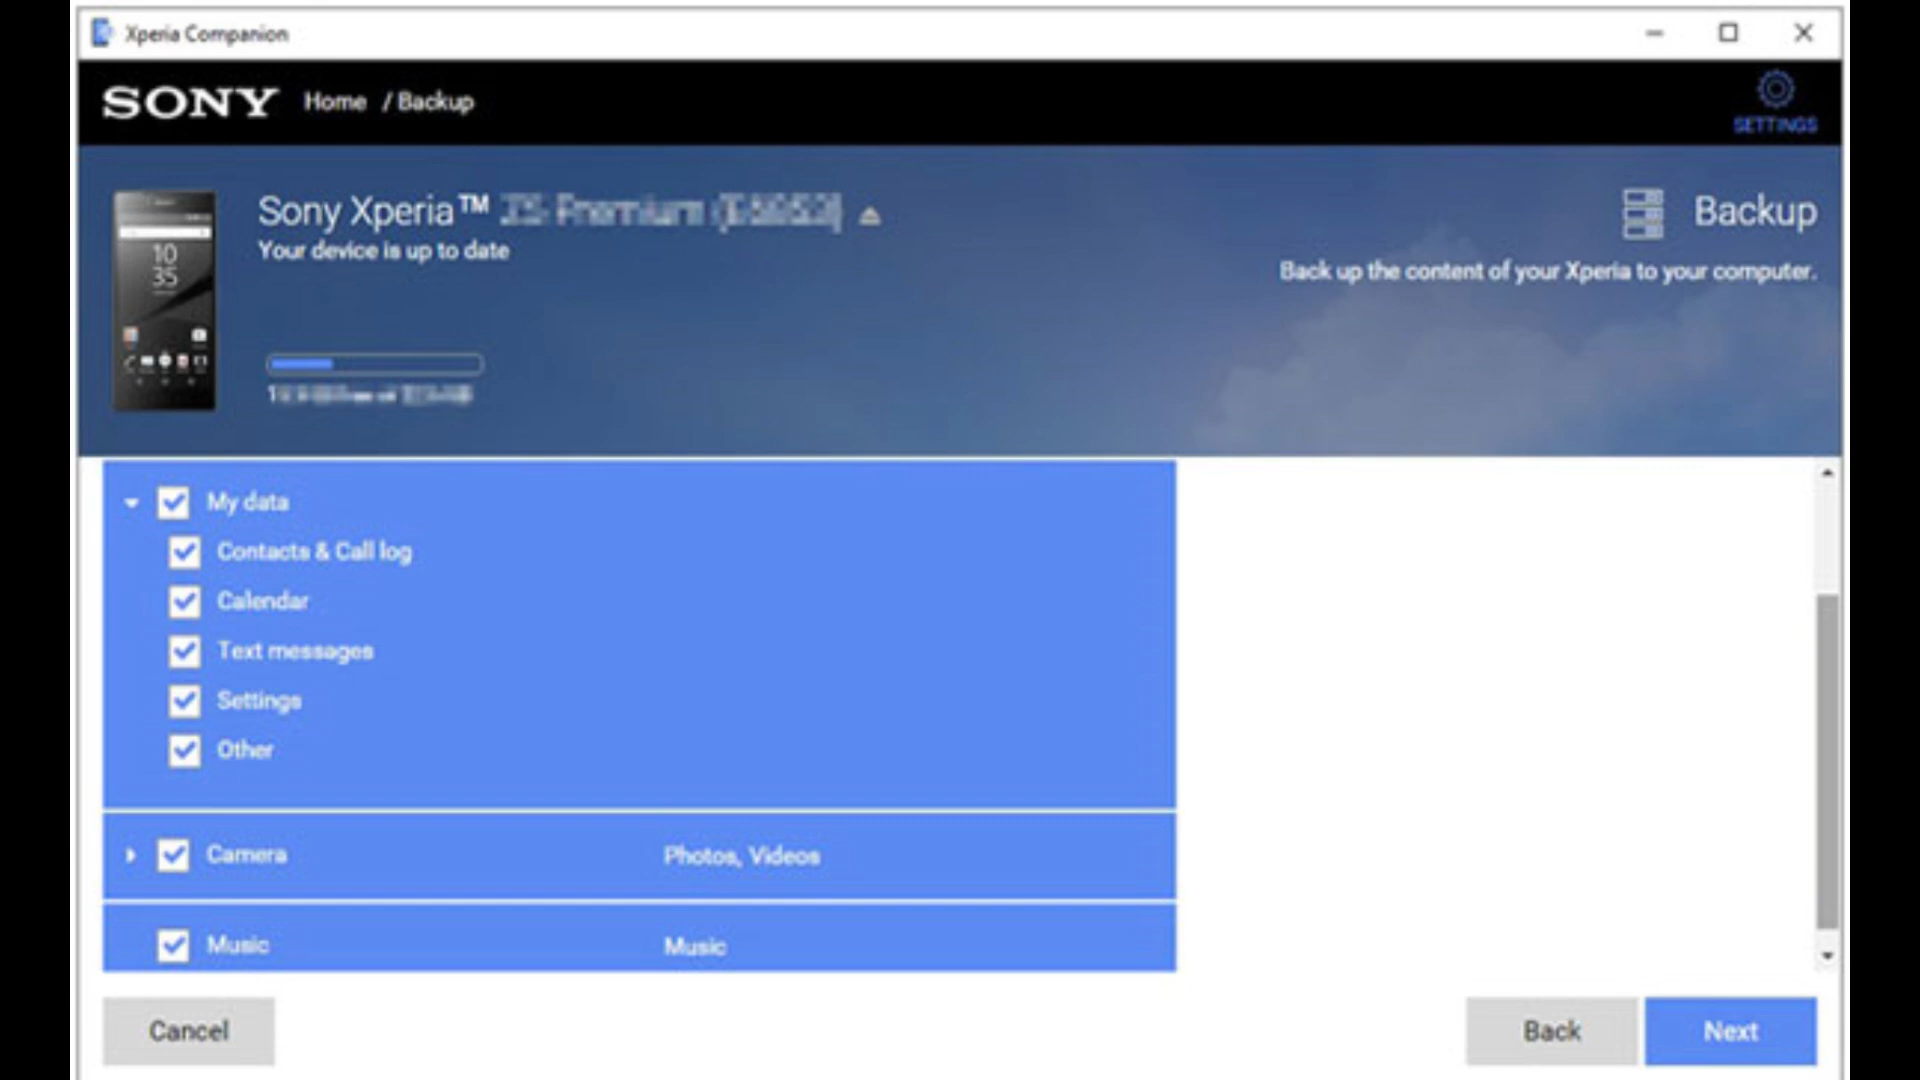 Xperia Companion
SONY Home / Backup
SETTINGS
Sony Xperia™
Your device is up to date
Backup
Back up the content of your Xperia to your computer.
10
35
My data
Contacts & Call log
Calendar
Text messages
Settings
Other
Camera Photos, Videos
Music Music
Cancel Back Next